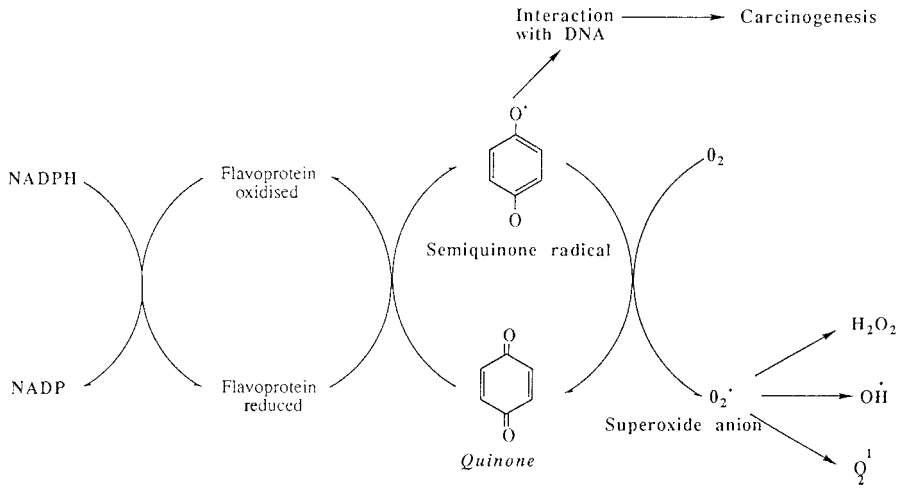 Interaction
with DNA
Carcinogenesis
O•
O
Semiquinone radical
O₂
NADPH
Flavoprotein
oxidised
NADP
Flavoprotein
reduced
O
O
Quinone
O₂•
Superoxide anion
H₂O₂
OH•
Q₂¹